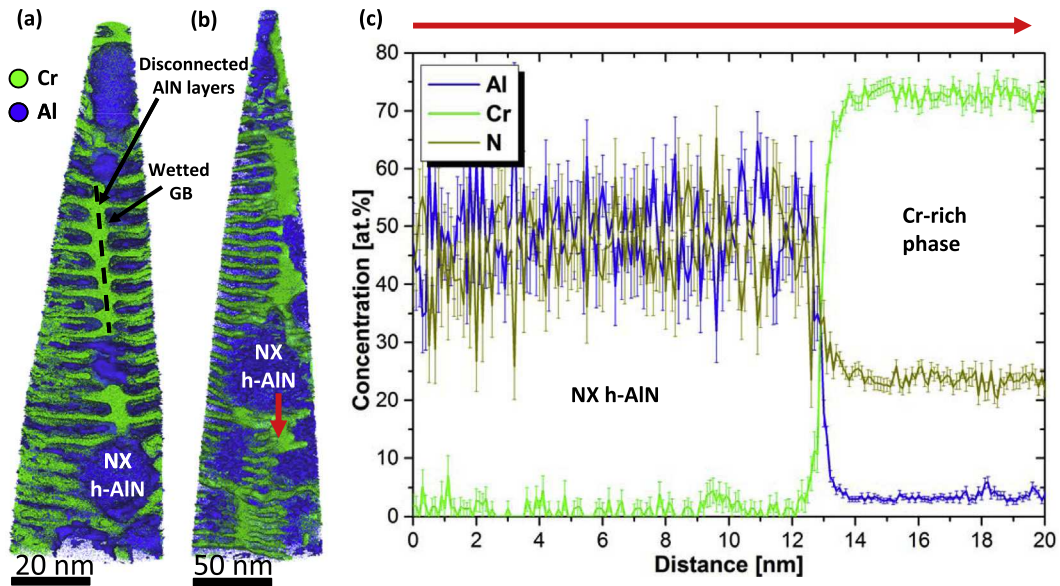 (a)
(b)
(c)
Cr
Al
Disconnected
AlN layers
Wetted
GB
NX
h-AlN
20 nm
NX
h-AlN
50 nm
Concentration [at.%]
80
70
60
50
40
30
20
10
0
Al
Cr
N
Cr-rich
phase
NX h-AlN
0 2 4 6 8 10 12 14 16 18 20
Distance [nm]